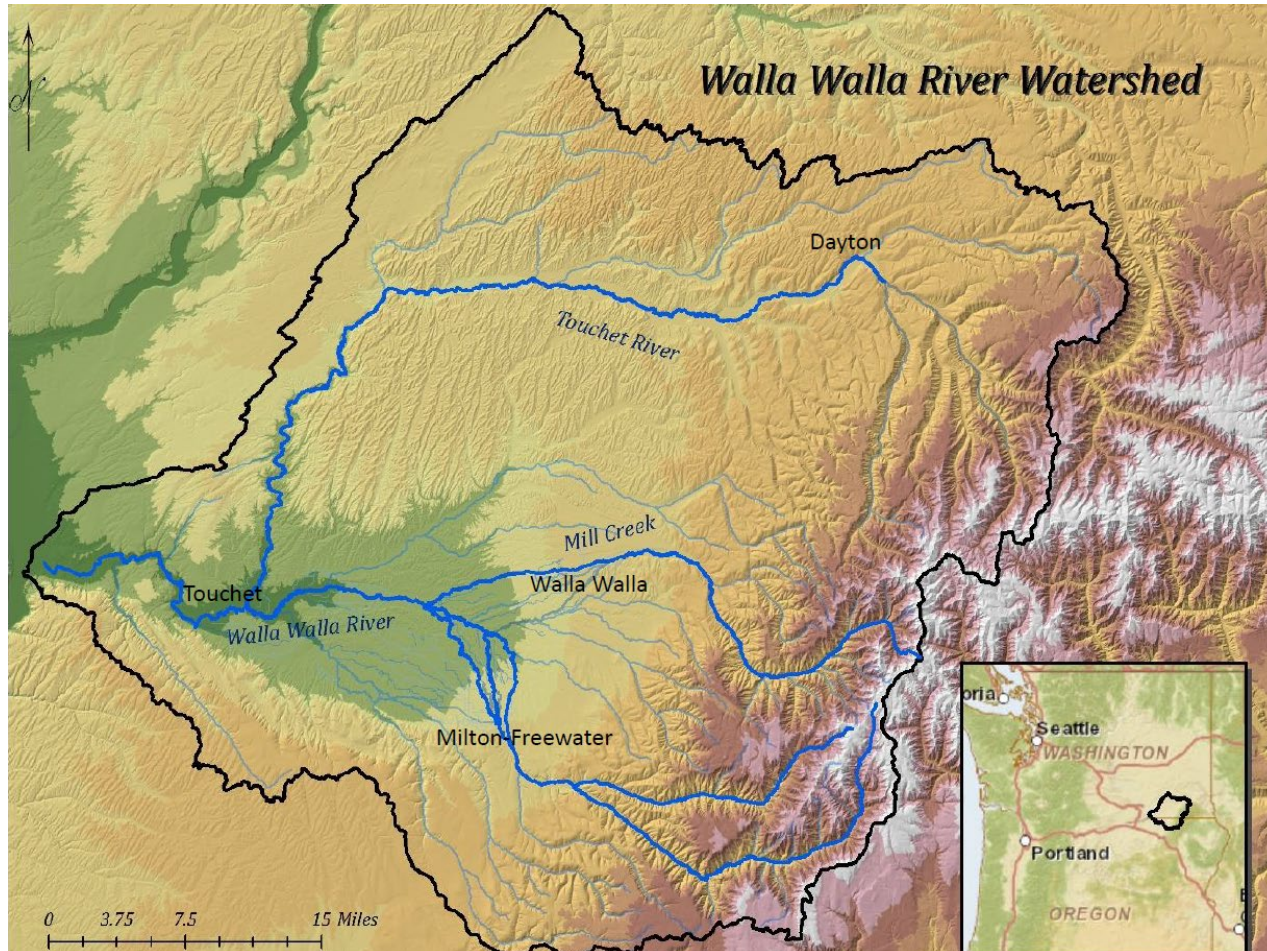 Walla Walla River Watershed
Dayton
Touchet River
Mill Creek
Walla Walla
Touchet
Walla Walla River
Milton-Freewater
oria
Seattle
WASHINGTON
Portland
OREGON
0 3.75 7.5 15 Miles